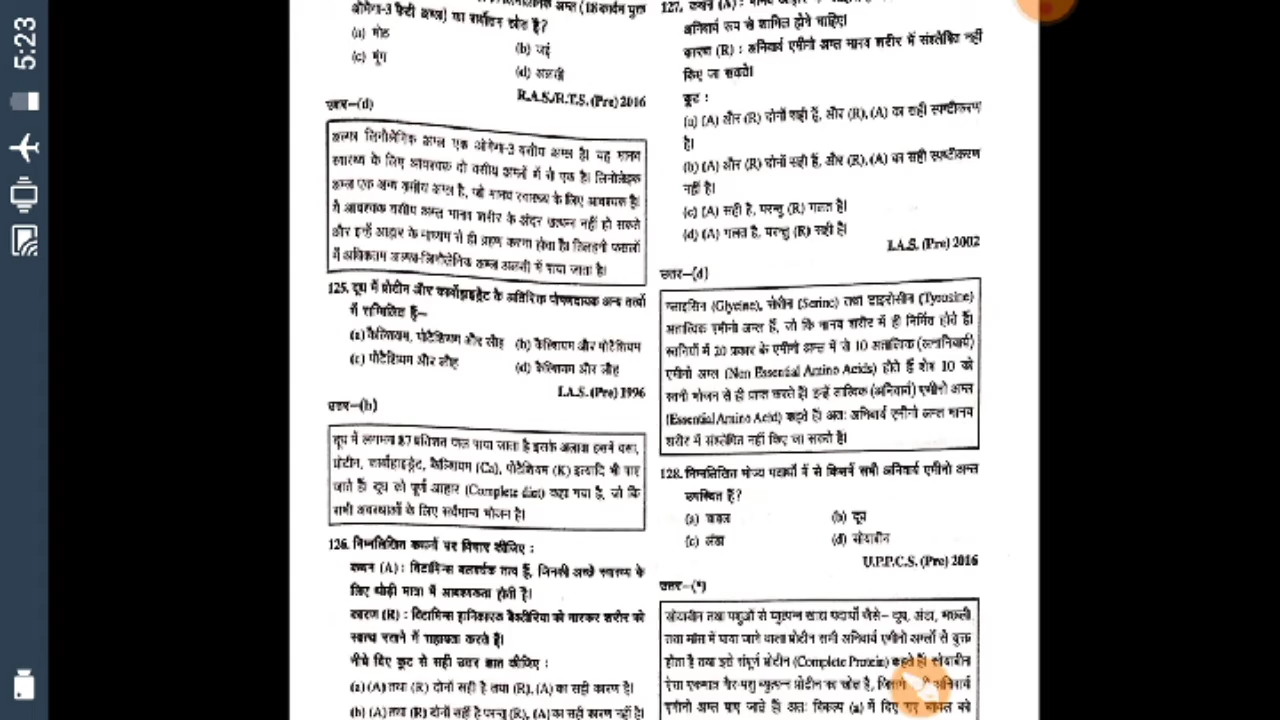 5:23
ओमेगा-3 फैटी अम्ल) का सर्वोत्तम स्रोत है?
(a) मोठ
(b) जई
(c) मूंग
(d) अलसी
R.A.S./R.T.S. (Pre) 2016
उत्तर—(d)
अल्फा लिनोलेनिक अम्ल एक ओमेगा-3 वसीय अम्ल है। यह मानव
स्वास्थ्य के लिए आवश्यक दो वसीय अम्लों में से एक है। लिनोलेइक
अम्ल एक अन्य वसीय अम्ल है, जो मानव स्वास्थ्य के लिए आवश्यक है।
ये आवश्यक वसीय अम्ल मानव शरीर के अंदर उत्पन्न नहीं हो सकते
और इन्हें आहार के माध्यम से ही ग्रहण करना होता है। तिलहनी फसलों
में अधिकतम अल्फा-लिनोलेनिक अम्ल अलसी में पाया जाता है।
125. दूध में प्रोटीन और कार्बोहाइड्रेट के अतिरिक्त पोषणदायक अन्य तत्वों
में सम्मिलित हैं—
(a) कैल्शियम, पोटैशियम और लौह
(b) कैल्शियम और पोटैशियम
(c) पोटैशियम और लौह
(d) कैल्शियम और लौह
I.A.S. (Pre) 1996
उत्तर—(b)
दूध में लगभग 87 प्रतिशत जल पाया जाता है इसके अलावा इसमें वसा,
प्रोटीन, कार्बोहाइड्रेट, कैल्शियम (Ca), पोटैशियम (K) इत्यादि भी पाए
जाते हैं। दूध को पूर्ण आहार (Complete diet) कहा गया है, जो कि
सभी अवस्थाओं के लिए सर्वमान्य भोजन है।
126. निम्नलिखित कथनों पर विचार कीजिए :
कथन (A) : विटामिन्स बलवर्धक तत्व हैं, जिनकी अच्छे स्वास्थ्य के
लिए थोड़ी मात्रा में आवश्यकता होती है।
कारण (R) : विटामिन्स हानिकारक बैक्टीरिया को मारकर शरीर को
स्वस्थ रखने में सहायता करते हैं।
नीचे दिए कूट से सही उत्तर ज्ञात कीजिए :
(a) (A) तथा (R) दोनों सही है तथा (R), (A) का सही कारण है।
(b) (A) तथा (R) दोनों सही है परन्तु (R), (A) का सही कारण नहीं है।
127. कथन (A) : मानव आहार
अनिवार्य रूप से शामिल होने चाहिए।
कारण (R) : अनिवार्य एमीनो अम्ल मानव शरीर में संश्लेषित नहीं
किए जा सकते।
कूट :
(a) (A) और (R) दोनों सही हैं, और (R), (A) का सही स्पष्टीकरण
है।
(b) (A) और (R) दोनों सही हैं, और (R), (A) का सही स्पष्टीकरण
नहीं है।
(c) (A) सही है, परन्तु (R) गलत है।
(d) (A) गलत है, परन्तु (R) सही है।
I.A.S. (Pre) 2002
उत्तर—(d)
ग्लाइसिन (Glycine), सेरीन (Serine) तथा टाइरोसीन (Tyrosine)
अतात्विक एमीनो अम्ल हैं, जो कि मानव शरीर में ही निर्मित होते हैं।
स्तनियों में 20 प्रकार के एमीनो अम्ल में से 10 अतात्विक (अनानिवार्य)
एमीनो अम्ल (Non Essential Amino Acids) होते हैं शेष 10 को
स्तनी भोजन से ही प्राप्त करते हैं। इन्हें तात्विक (अनिवार्य) एमीनो अम्ल
(Essential Amino Acid) कहते हैं। अतः अनिवार्य एमीनो अम्ल मानव
शरीर में संश्लेषित नहीं किए जा सकते हैं।
128. निम्नलिखित भोज्य पदार्थों में से किसमें सभी अनिवार्य एमीनो अम्ल
उपस्थित हैं?
(a) चावल
(b) दूध
(c) अंडा
(d) सोयाबीन
U.P.P.C.S. (Pre) 2016
उत्तर—(*)
सोयाबीन तथा पशुओं से व्युत्पन्न खाद्य पदार्थों जैसे— दूध, अंडा, मछली
तथा मांस में पाया जाने वाला प्रोटीन सभी अनिवार्य एमीनो अम्लों से युक्त
होता है तथा इसे संपूर्ण प्रोटीन (Complete Protein) कहते हैं। सोयाबीन
ऐसा एकमात्र गैर-पशु व्युत्पन्न प्रोटीन का स्रोत है, जिसमें अनिवार्य
एमीनो अम्ल पाए जाते हैं। अतः विकल्प (a) में दिए गए चावल को